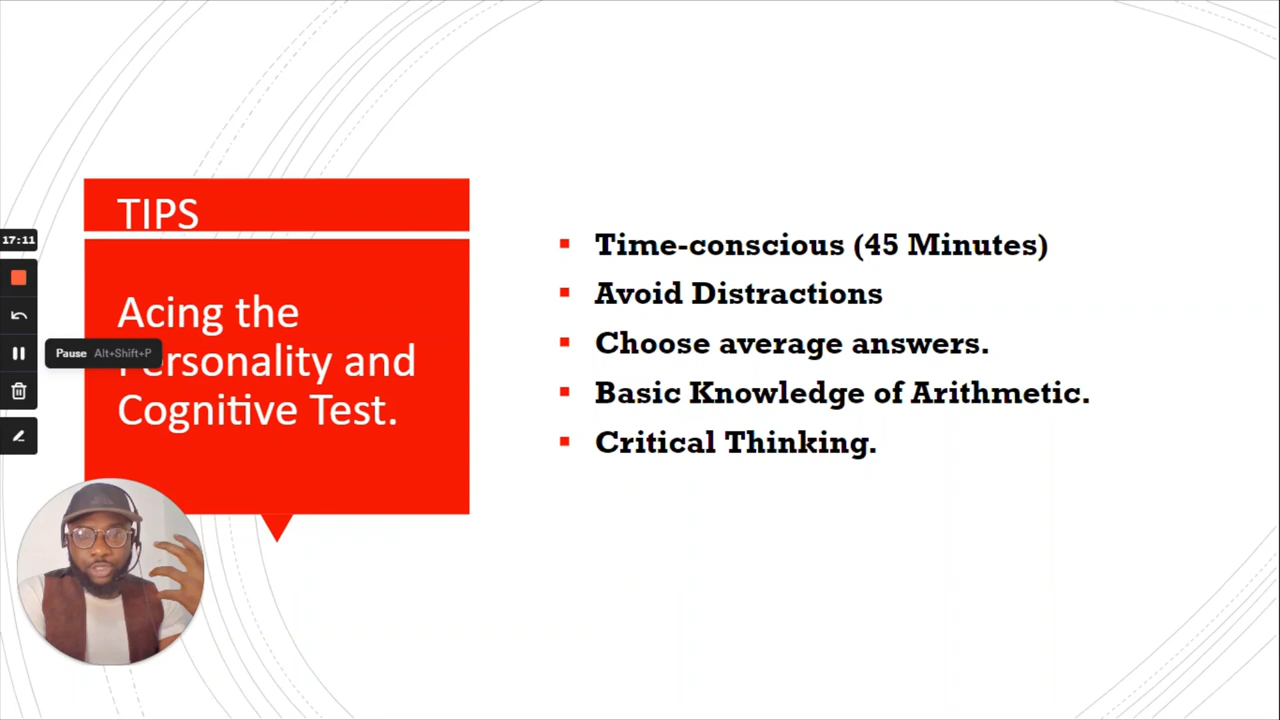 TIPS
17:11
Acing the
Pause Alt+Shift+P
ersonality and
Cognitive Test.
Time-conscious (45 Minutes)
Avoid Distractions
Choose average answers.
Basic Knowledge of Arithmetic.
Critical Thinking.